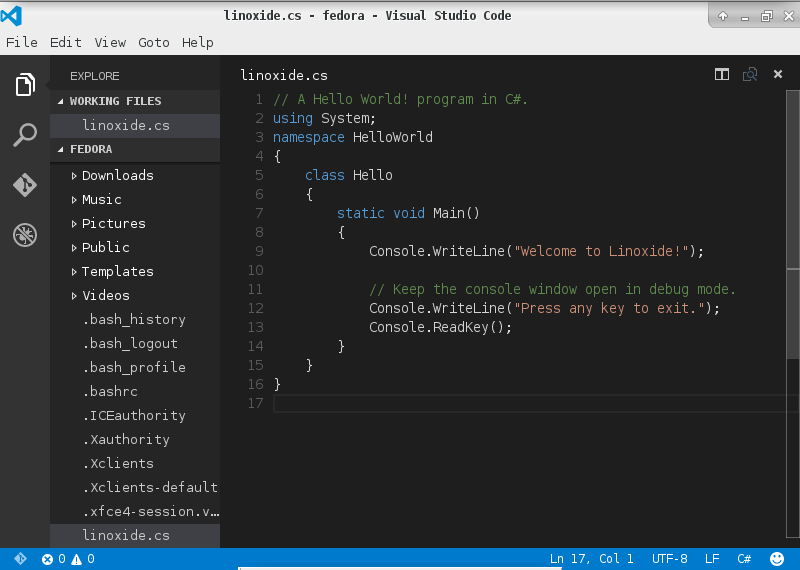 linoxide.cs - fedora - Visual Studio Code
File Edit View Goto Help
EXPLORE
WORKING FILES
linoxide.cs
FEDORA
Downloads
Music
Pictures
Public
Templates
Videos
.bash_history
.bash_logout
.bash_profile
.bashrc
.ICEauthority
.Xauthority
.Xclients
.Xclients-default
.xfce4-session.v...
linoxide.cs
linoxide.cs
1 // A Hello World! program in C#.
2 using System;
3 namespace HelloWorld
4 {
5     class Hello
6     {
7         static void Main()
8         {
9             Console.WriteLine("Welcome to Linoxide!");
10
11             // Keep the console window open in debug mode.
12             Console.WriteLine("Press any key to exit.");
13             Console.ReadKey();
14         }
15     }
16 }
17
0 0 Ln 17, Col 1 UTF-8 LF C#